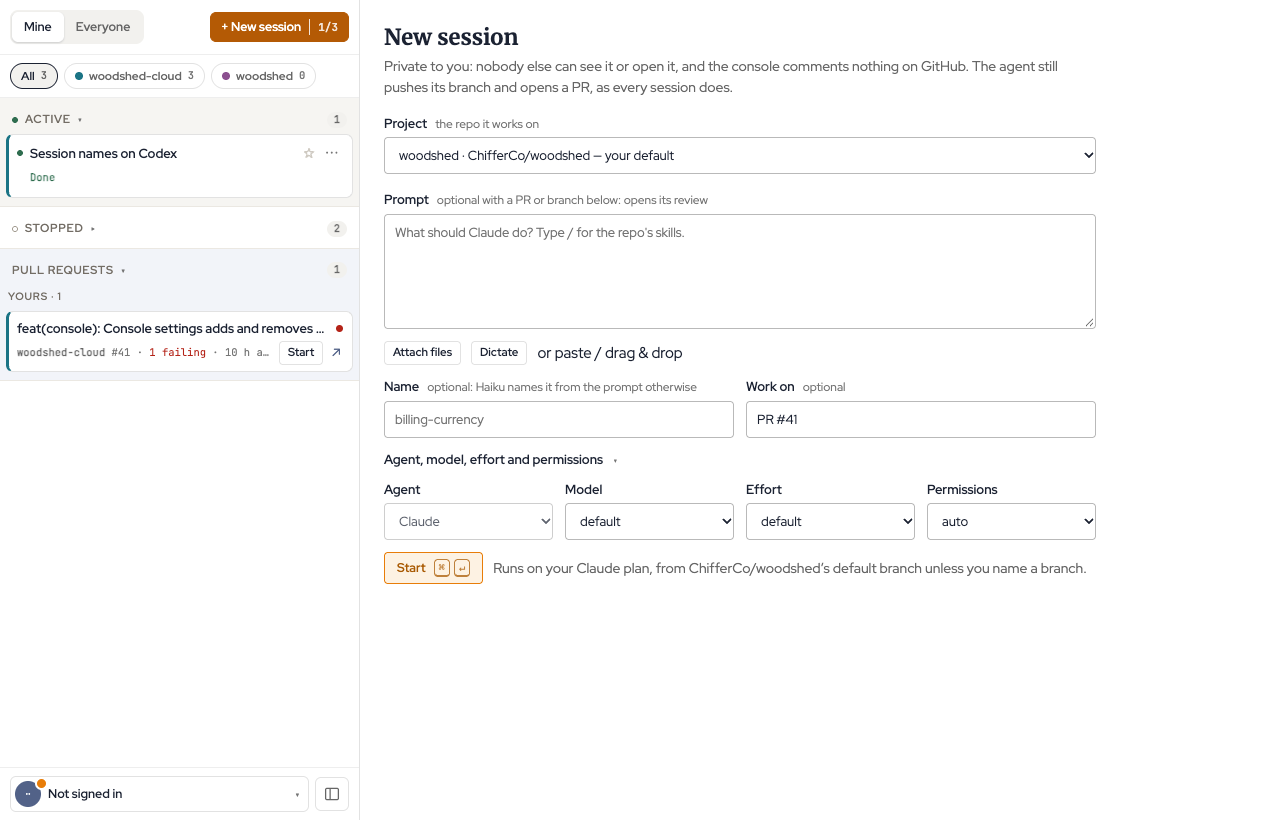 Mine Everyone + New session 1/3
All 3 woodshed-cloud 3 woodshed 0
ACTIVE 1
Session names on Codex
Done
STOPPED 2
PULL REQUESTS 1
YOURS · 1
feat(console): Console settings adds and removes ...
woodshed-cloud #41 · 1 failing · 10 h a… Start ↗
Not signed in
New session
Private to you: nobody else can see it or open it, and the console comments nothing on GitHub. The agent still
pushes its branch and opens a PR, as every session does.
Project the repo it works on
woodshed · ChifferCo/woodshed — your default
Prompt optional with a PR or branch below: opens its review
What should Claude do? Type / for the repo's skills.
Attach files Dictate or paste / drag & drop
Name optional: Haiku names it from the prompt otherwise Work on optional
billing-currency PR #41
Agent, model, effort and permissions
Agent Model Effort Permissions
Claude default default auto
Start ⌘ ↵ Runs on your Claude plan, from ChifferCo/woodshed's default branch unless you name a branch.